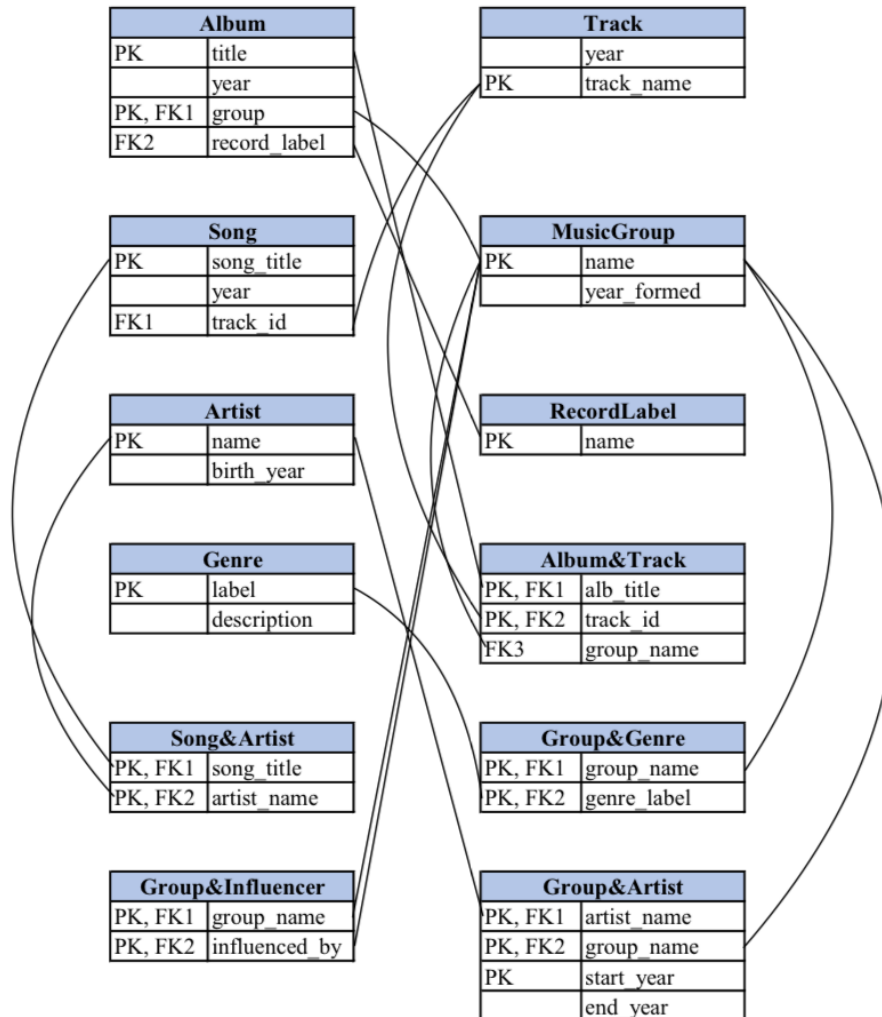 Album
PK title
year
PK, FK1 group
FK2 record_label
Track
year
PK track_name
Song
PK song_title
year
FK1 track_id
MusicGroup
PK name
year_formed
Artist
PK name
birth_year
RecordLabel
PK name
Genre
PK label
description
Album&Track
PK, FK1 alb_title
PK, FK2 track_id
FK3 group_name
Song&Artist
PK, FK1 song_title
PK, FK2 artist_name
Group&Genre
PK, FK1 group_name
PK, FK2 genre_label
Group&Influencer
PK, FK1 group_name
PK, FK2 influenced_by
Group&Artist
PK, FK1 artist_name
PK, FK2 group_name
PK start_year
end_year